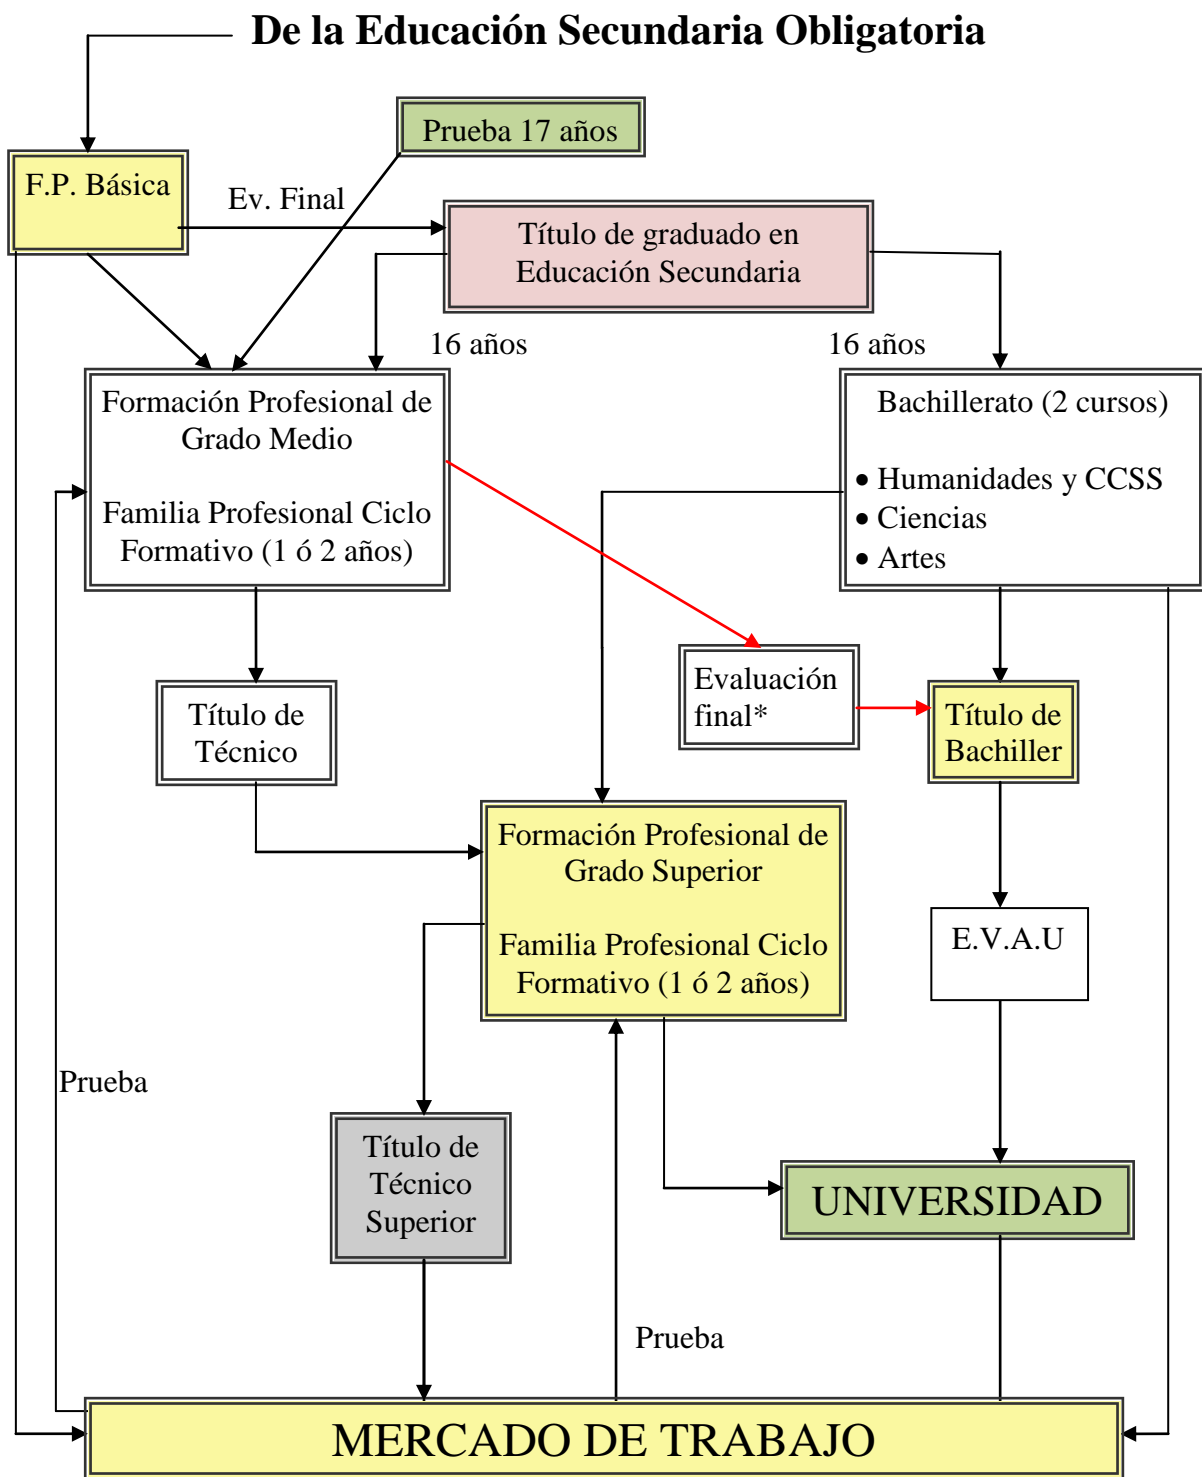 De la Educación Secundaria Obligatoria
Prueba 17 años
F.P. Básica
Ev. Final
Título de graduado en
Educación Secundaria
16 años
16 años
Formación Profesional de
Grado Medio
Familia Profesional Ciclo
Formativo (1 ó 2 años)
Bachillerato (2 cursos)
• Humanidades y CCSS
• Ciencias
• Artes
Evaluación
final*
Título de
Técnico
Título de
Bachiller
Formación Profesional de
Grado Superior
Familia Profesional Ciclo
Formativo (1 ó 2 años)
E.V.A.U
Prueba
Título de
Técnico
Superior
UNIVERSIDAD
Prueba
MERCADO DE TRABAJO